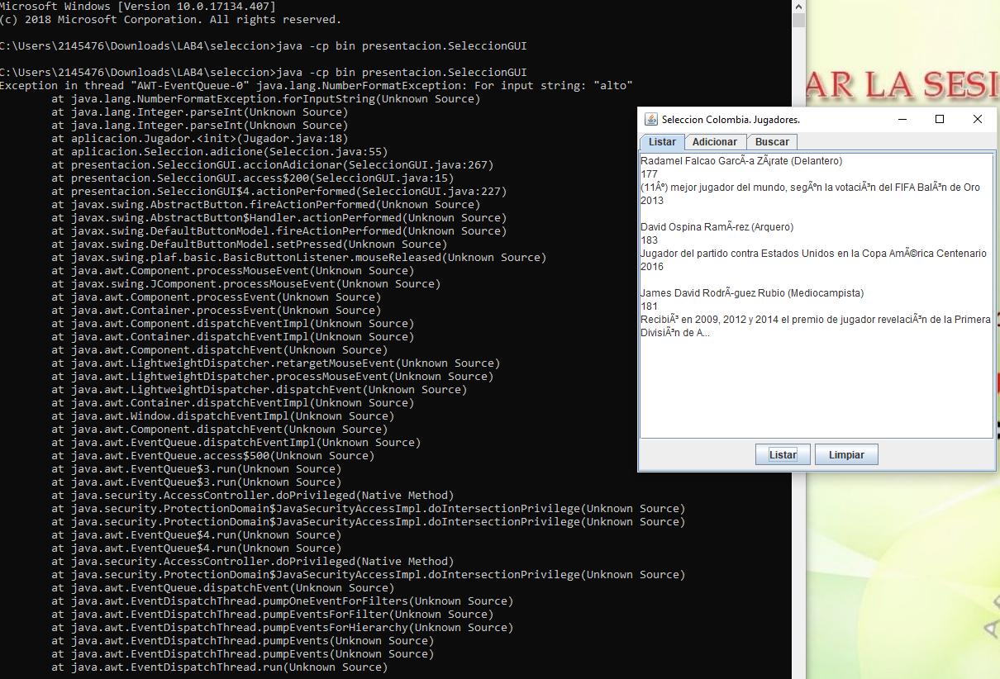 Microsoft Windows [Version 10.0.17134.407]
(c) 2018 Microsoft Corporation. All rights reserved.
C:\Users\2145476\Downloads\LAB4\seleccion>java -cp bin presentacion.SeleccionGUI
C:\Users\2145476\Downloads\LAB4\seleccion>java -cp bin presentacion.SeleccionGUI
Exception in thread "AWT-EventQueue-0" java.lang.NumberFormatException: For input string: "alto"
at java.lang.NumberFormatException.forInputString(Unknown Source)
at java.lang.Integer.parseInt(Unknown Source)
at java.lang.Integer.parseInt(Unknown Source)
at aplicacion.Jugador.<init>(Jugador.java:18)
at aplicacion.Seleccion.adicione(Seleccion.java:55)
at presentacion.SeleccionGUI.accionAdicionar(SeleccionGUI.java:267)
at presentacion.SeleccionGUI.access$200(SeleccionGUI.java:15)
at presentacion.SeleccionGUI$4.actionPerformed(SeleccionGUI.java:227)
at javax.swing.AbstractButton.fireActionPerformed(Unknown Source)
at javax.swing.AbstractButton$Handler.actionPerformed(Unknown Source)
at javax.swing.DefaultButtonModel.fireActionPerformed(Unknown Source)
at javax.swing.DefaultButtonModel.setPressed(Unknown Source)
at javax.swing.plaf.basic.BasicButtonListener.mouseReleased(Unknown Source)
at java.awt.Component.processMouseEvent(Unknown Source)
at javax.swing.JComponent.processMouseEvent(Unknown Source)
at java.awt.Component.processEvent(Unknown Source)
at java.awt.Container.processEvent(Unknown Source)
at java.awt.Component.dispatchEventImpl(Unknown Source)
at java.awt.Container.dispatchEventImpl(Unknown Source)
at java.awt.Component.dispatchEvent(Unknown Source)
at java.awt.LightweightDispatcher.retargetMouseEvent(Unknown Source)
at java.awt.LightweightDispatcher.processMouseEvent(Unknown Source)
at java.awt.LightweightDispatcher.dispatchEvent(Unknown Source)
at java.awt.Container.dispatchEventImpl(Unknown Source)
at java.awt.Window.dispatchEventImpl(Unknown Source)
at java.awt.Component.dispatchEvent(Unknown Source)
at java.awt.EventQueue.dispatchEventImpl(Unknown Source)
at java.awt.EventQueue.access$500(Unknown Source)
at java.awt.EventQueue$3.run(Unknown Source)
at java.awt.EventQueue$3.run(Unknown Source)
at java.security.AccessController.doPrivileged(Native Method)
at java.security.ProtectionDomain$JavaSecurityAccessImpl.doIntersectionPrivilege(Unknown Source)
at java.security.ProtectionDomain$JavaSecurityAccessImpl.doIntersectionPrivilege(Unknown Source)
at java.awt.EventQueue$4.run(Unknown Source)
at java.awt.EventQueue$4.run(Unknown Source)
at java.security.AccessController.doPrivileged(Native Method)
at java.security.ProtectionDomain$JavaSecurityAccessImpl.doIntersectionPrivilege(Unknown Source)
at java.awt.EventQueue.dispatchEvent(Unknown Source)
at java.awt.EventDispatchThread.pumpOneEventForFilters(Unknown Source)
at java.awt.EventDispatchThread.pumpEventsForFilter(Unknown Source)
at java.awt.EventDispatchThread.pumpEventsForHierarchy(Unknown Source)
at java.awt.EventDispatchThread.pumpEvents(Unknown Source)
at java.awt.EventDispatchThread.pumpEvents(Unknown Source)
at java.awt.EventDispatchThread.run(Unknown Source)
AR LA SESI
Seleccion Colombia. Jugadores.
Listar Adicionar Buscar
Radamel Falcao GarcÃ-a ZÃ¡rate (Delantero)
177
(11Âº) mejor jugador del mundo, segÃºn la votaciÃ³n del FIFA BalÃ³n de Oro
2013
David Ospina RamÃ-rez (Arquero)
183
Jugador del partido contra Estados Unidos en la Copa AmÃ©rica Centenario
2016
James David RodrÃ-guez Rubio (Mediocampista)
181
RecibiÃ³ en 2009, 2012 y 2014 el premio de jugador revelaciÃ³n de la Primera
DivisiÃ³n de A...
Listar Limpiar